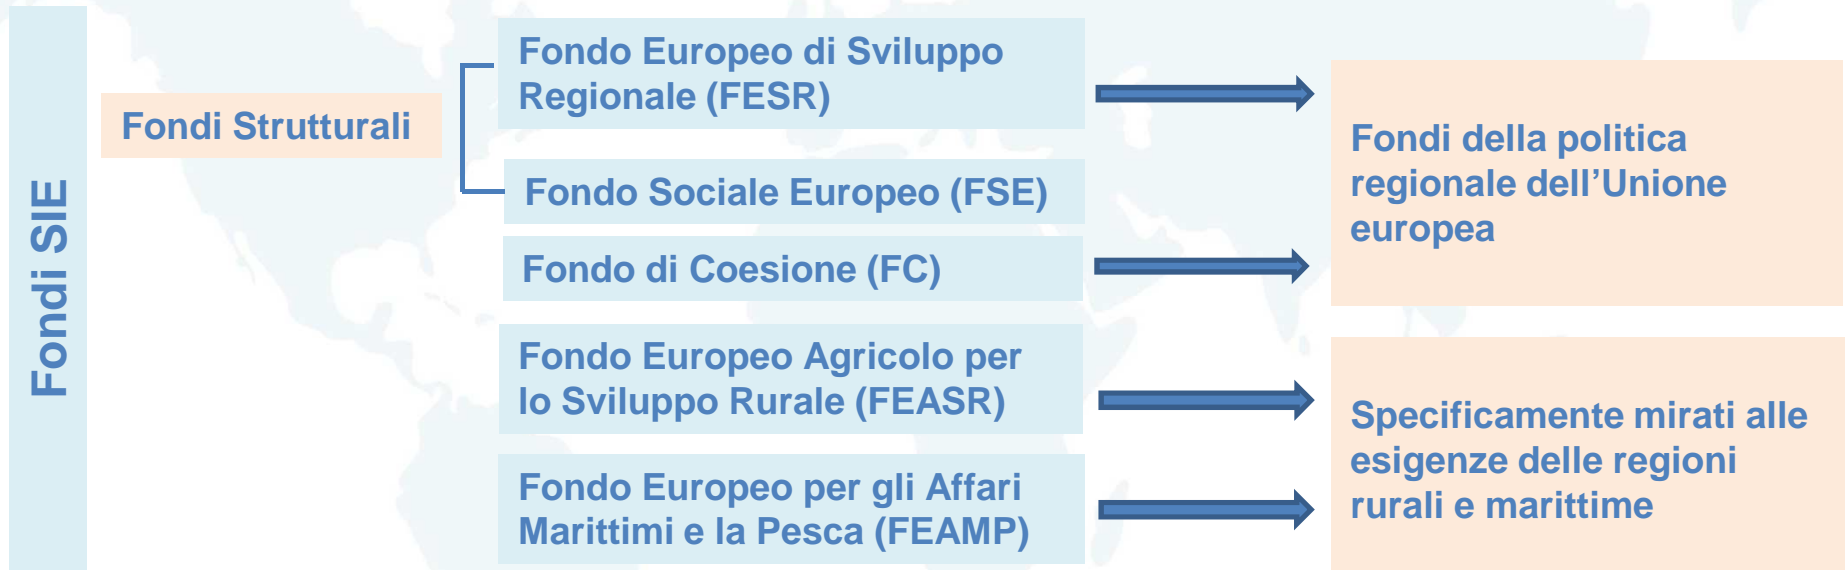 Fondi SIE
Fondi Strutturali
Fondo Europeo di Sviluppo
Regionale (FESR)
Fondo Sociale Europeo (FSE)
Fondo di Coesione (FC)
Fondo Europeo Agricolo per
lo Sviluppo Rurale (FEASR)
Fondo Europeo per gli Affari
Marittimi e la Pesca (FEAMP)
Fondi della politica
regionale dell’Unione
europea
Specificamente mirati alle
esigenze delle regioni
rurali e marittime